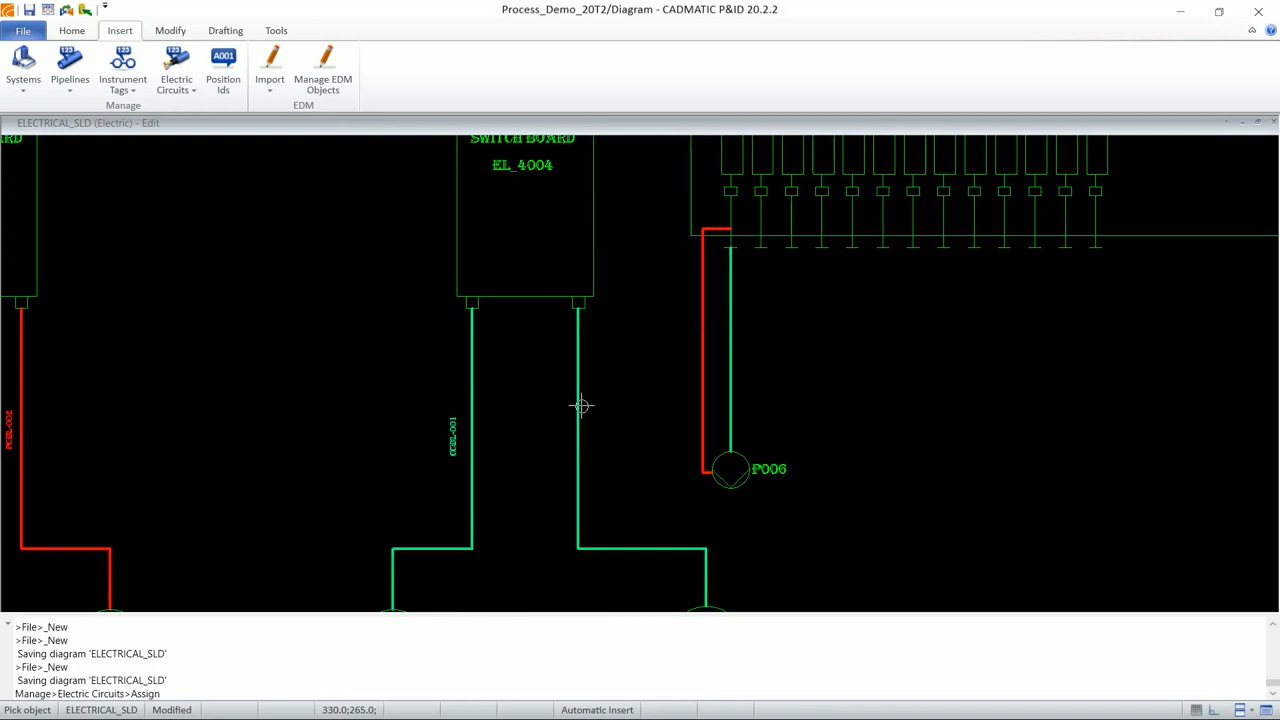 Process_Demo_20T2/Diagram - CADMATIC P&ID 20.2.2
File
Home
Insert
Modify
Drafting
Tools
Systems
Pipelines
Instrument Tags
Electric Circuits
Position Ids
Import
Manage EDM Objects
Manage
EDM
ELECTRICAL_SLD (Electric) - Edit
SWITCH BOARD
EL_4004
P006
>File>_New
>File>_New
Saving diagram 'ELECTRICAL_SLD'
>File>_New
Saving diagram 'ELECTRICAL_SLD'
Manage>Electric Circuits>Assign
Pick object
ELECTRICAL_SLD
Modified
330.0;265.0;
Automatic Insert